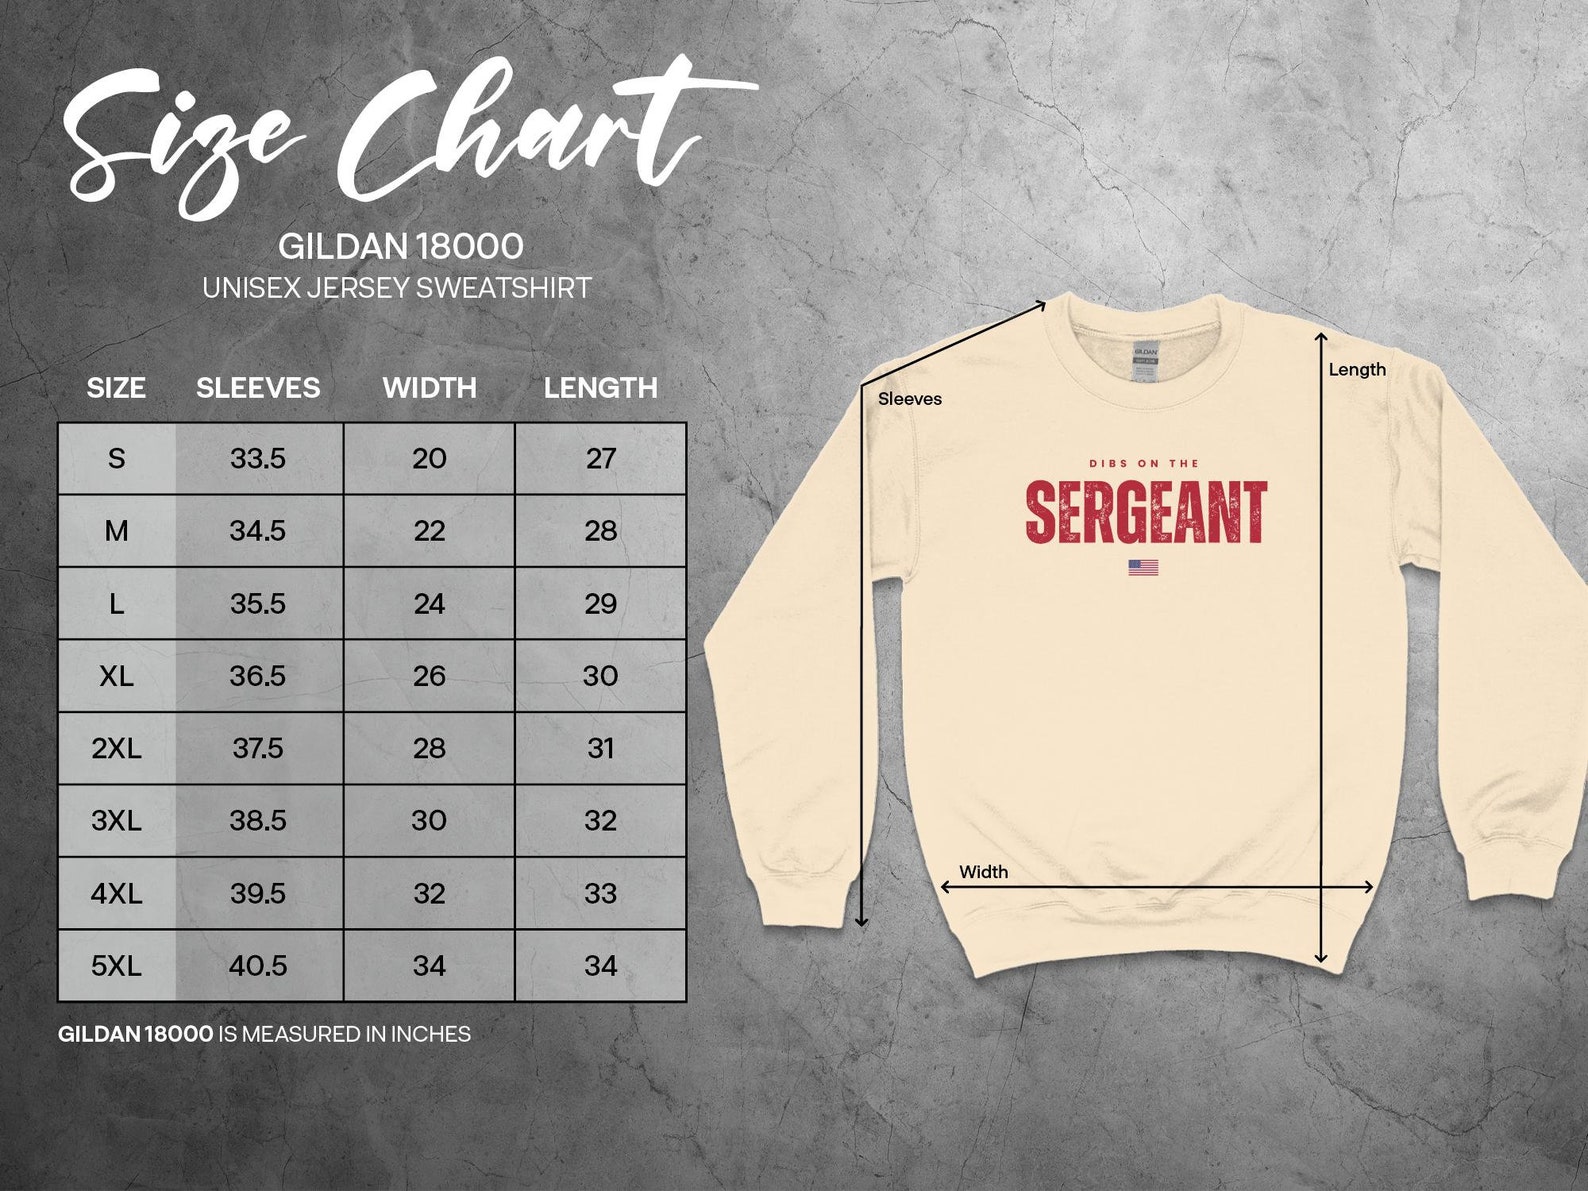 Size Chart
GILDAN 18000
UNISEX JERSEY SWEATSHIRT
SIZE SLEEVES WIDTH LENGTH
S 33.5 20 27
M 34.5 22 28
L 35.5 24 29
XL 36.5 26 30
2XL 37.5 28 31
3XL 38.5 30 32
4XL 39.5 32 33
5XL 40.5 34 34
GILDAN 18000 IS MEASURED IN INCHES
Sleeves
Length
GILDAN
DIBS ON THE
SERGEANT
Width